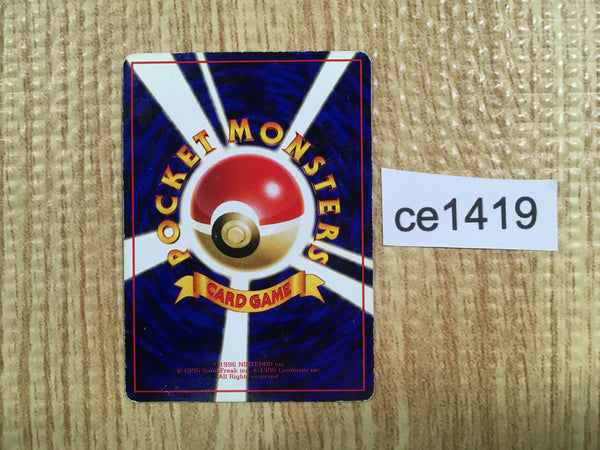 POCKET MONSTERS
CARD GAME
©1996 NINTENDO inc.
©1995 GameFreak inc. ©1996 Creatures inc.
All Rights reserved
ce1419